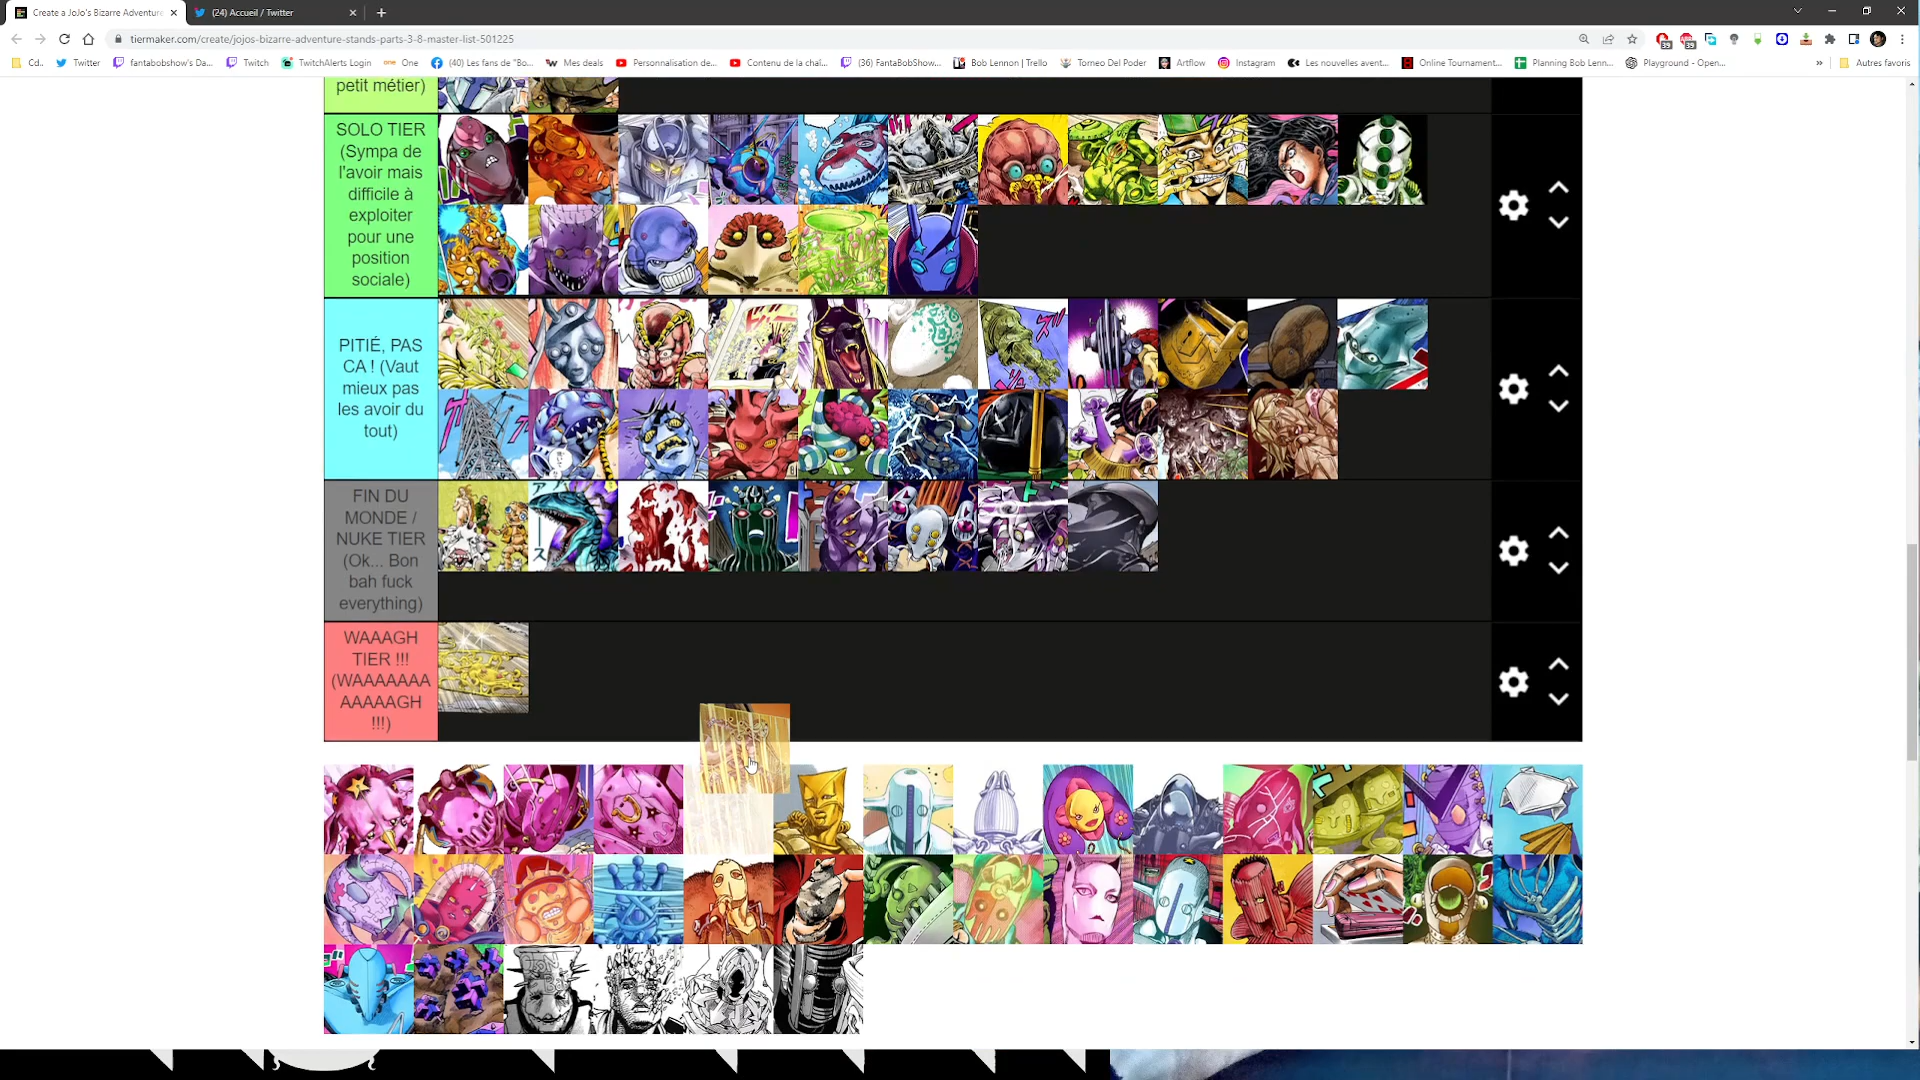 Create a JoJo's Bizarre Adventure
(24) Accueil / Twitter
tiermaker.com/create/jojos-bizarre-adventure-stands-parts-3-8-master-list-501225
39
39
Cd..
Twitter
fantabobshow's Da...
Twitch
TwitchAlerts Login
One
(40) Les fans de "Bo...
Mes deals
Personnalisation de...
Contenu de la chaî...
(36) FantaBobShow...
Bob Lennon | Trello
Torneo Del Poder
Artflow
Instagram
Les nouvelles avent...
Online Tournament...
Planning Bob Lenn...
Playground - Open...
»
Autres favoris
petit métier)
SOLO TIER
(Sympa de
l'avoir mais
difficile à
exploiter
pour une
position
sociale)
PITIÉ, PAS
CA ! (Vaut
mieux pas
les avoir du
tout)
FIN DU
MONDE /
NUKE TIER
(Ok... Bon
bah fuck
everything)
WAAAGH
TIER !!!
(WAAAAAAA
AAAAAGH
!!!)